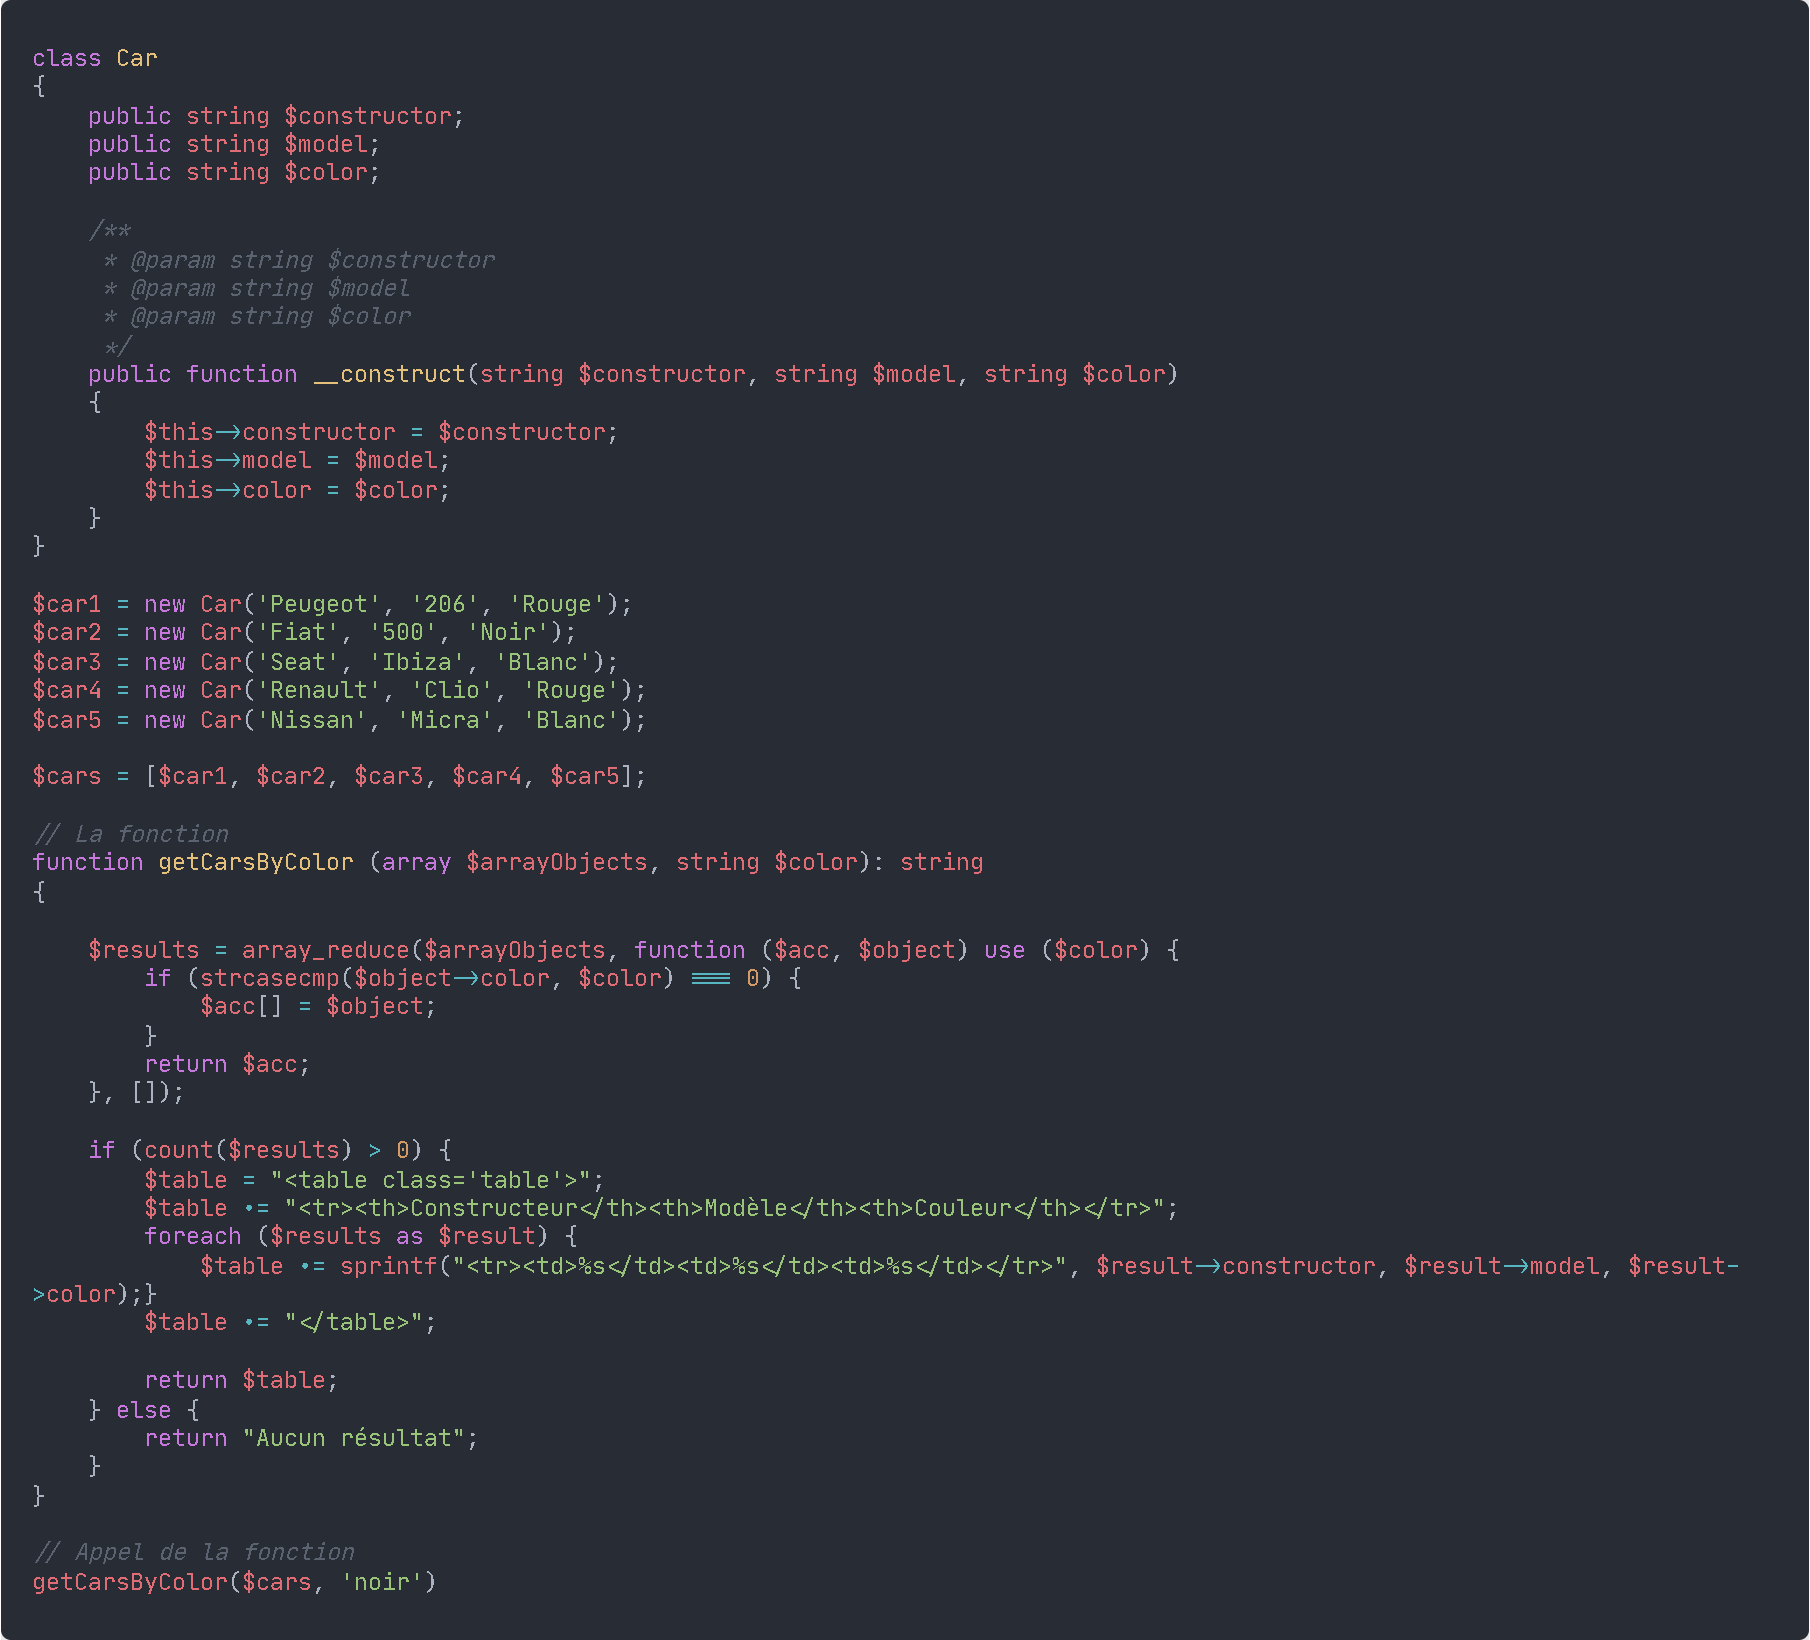 class Car
{
    public string $constructor;
    public string $model;
    public string $color;

    /**
     * @param string $constructor
     * @param string $model
     * @param string $color
     */
    public function __construct(string $constructor, string $model, string $color)
    {
        $this->constructor = $constructor;
        $this->model = $model;
        $this->color = $color;
    }
}

$car1 = new Car('Peugeot', '206', 'Rouge');
$car2 = new Car('Fiat', '500', 'Noir');
$car3 = new Car('Seat', 'Ibiza', 'Blanc');
$car4 = new Car('Renault', 'Clio', 'Rouge');
$car5 = new Car('Nissan', 'Micra', 'Blanc');

$cars = [$car1, $car2, $car3, $car4, $car5];

// La fonction
function getCarsByColor (array $arrayObjects, string $color): string
{

    $results = array_reduce($arrayObjects, function ($acc, $object) use ($color) {
        if (strcasecmp($object->color, $color) === 0) {
            $acc[] = $object;
        }
        return $acc;
    }, []);

    if (count($results) > 0) {
        $table = "<table class='table'>";
        $table .= "<tr><th>Constructeur</th><th>Modèle</th><th>Couleur</th></tr>";
        foreach ($results as $result) {
            $table .= sprintf("<tr><td>%s</td><td>%s</td><td>%s</td></tr>", $result->constructor, $result->model, $result-
>color);}
        $table .= "</table>";

        return $table;
    } else {
        return "Aucun résultat";
    }
}

// Appel de la fonction
getCarsByColor($cars, 'noir')